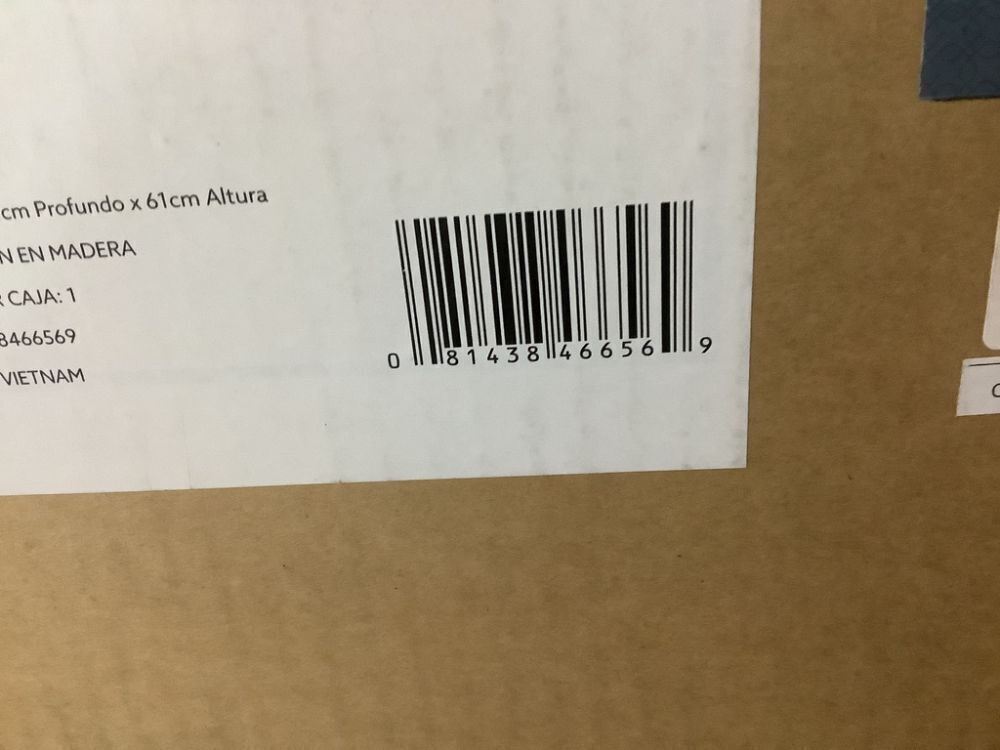 cm Profundo x 61cm Altura
N EN MADERA
CAJA: 1
8466569
VIETNAM
0 81438 46656 9